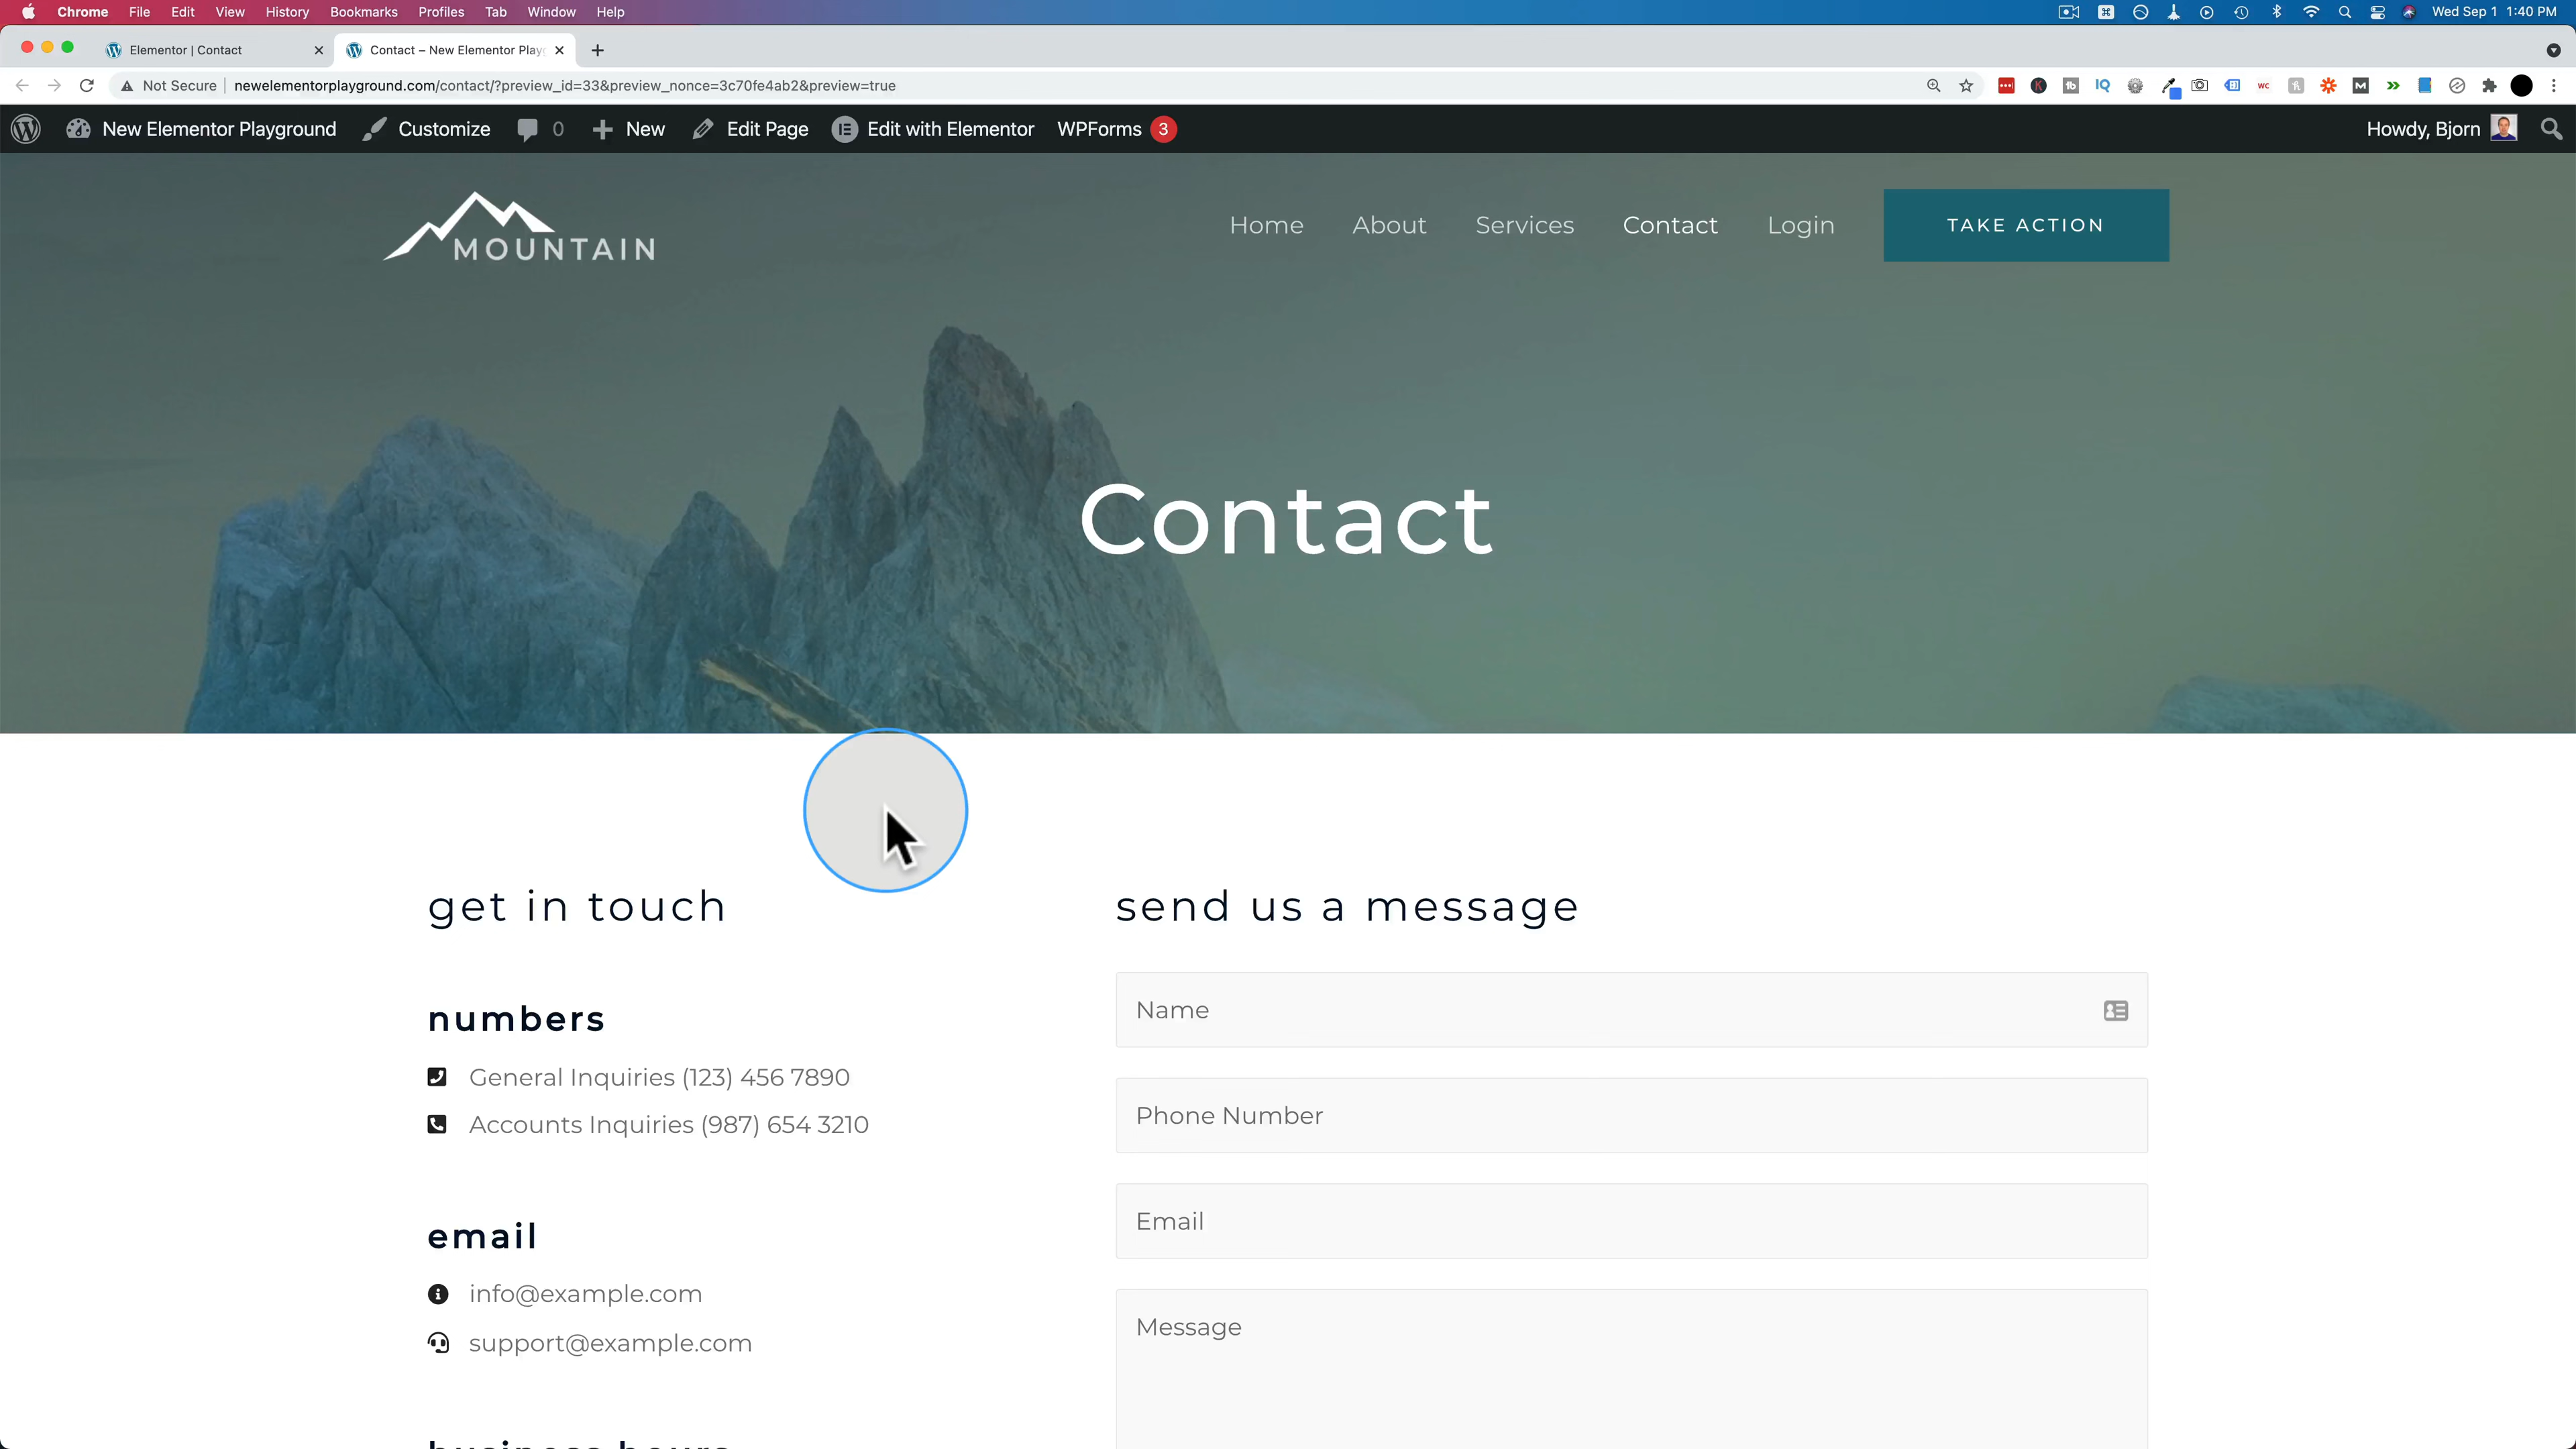 Chrome File Edit View History Bookmarks Profiles Tab Window Help
Wed Sep 1 1:40 PM
Elementor | Contact
Contact – New Elementor Play
Not Secure | newelementorplayground.com/contact/?preview_id=33&preview_nonce=3c70fe4ab2&preview=true
New Elementor Playground Customize 0 New Edit Page Edit with Elementor WPForms 3
Howdy, Bjorn
MOUNTAIN
Home About Services Contact Login TAKE ACTION
Contact
get in touch
numbers
General Inquiries (123) 456 7890
Accounts Inquiries (987) 654 3210
email
info@example.com
support@example.com
business hours
send us a message
Name
Phone Number
Email
Message